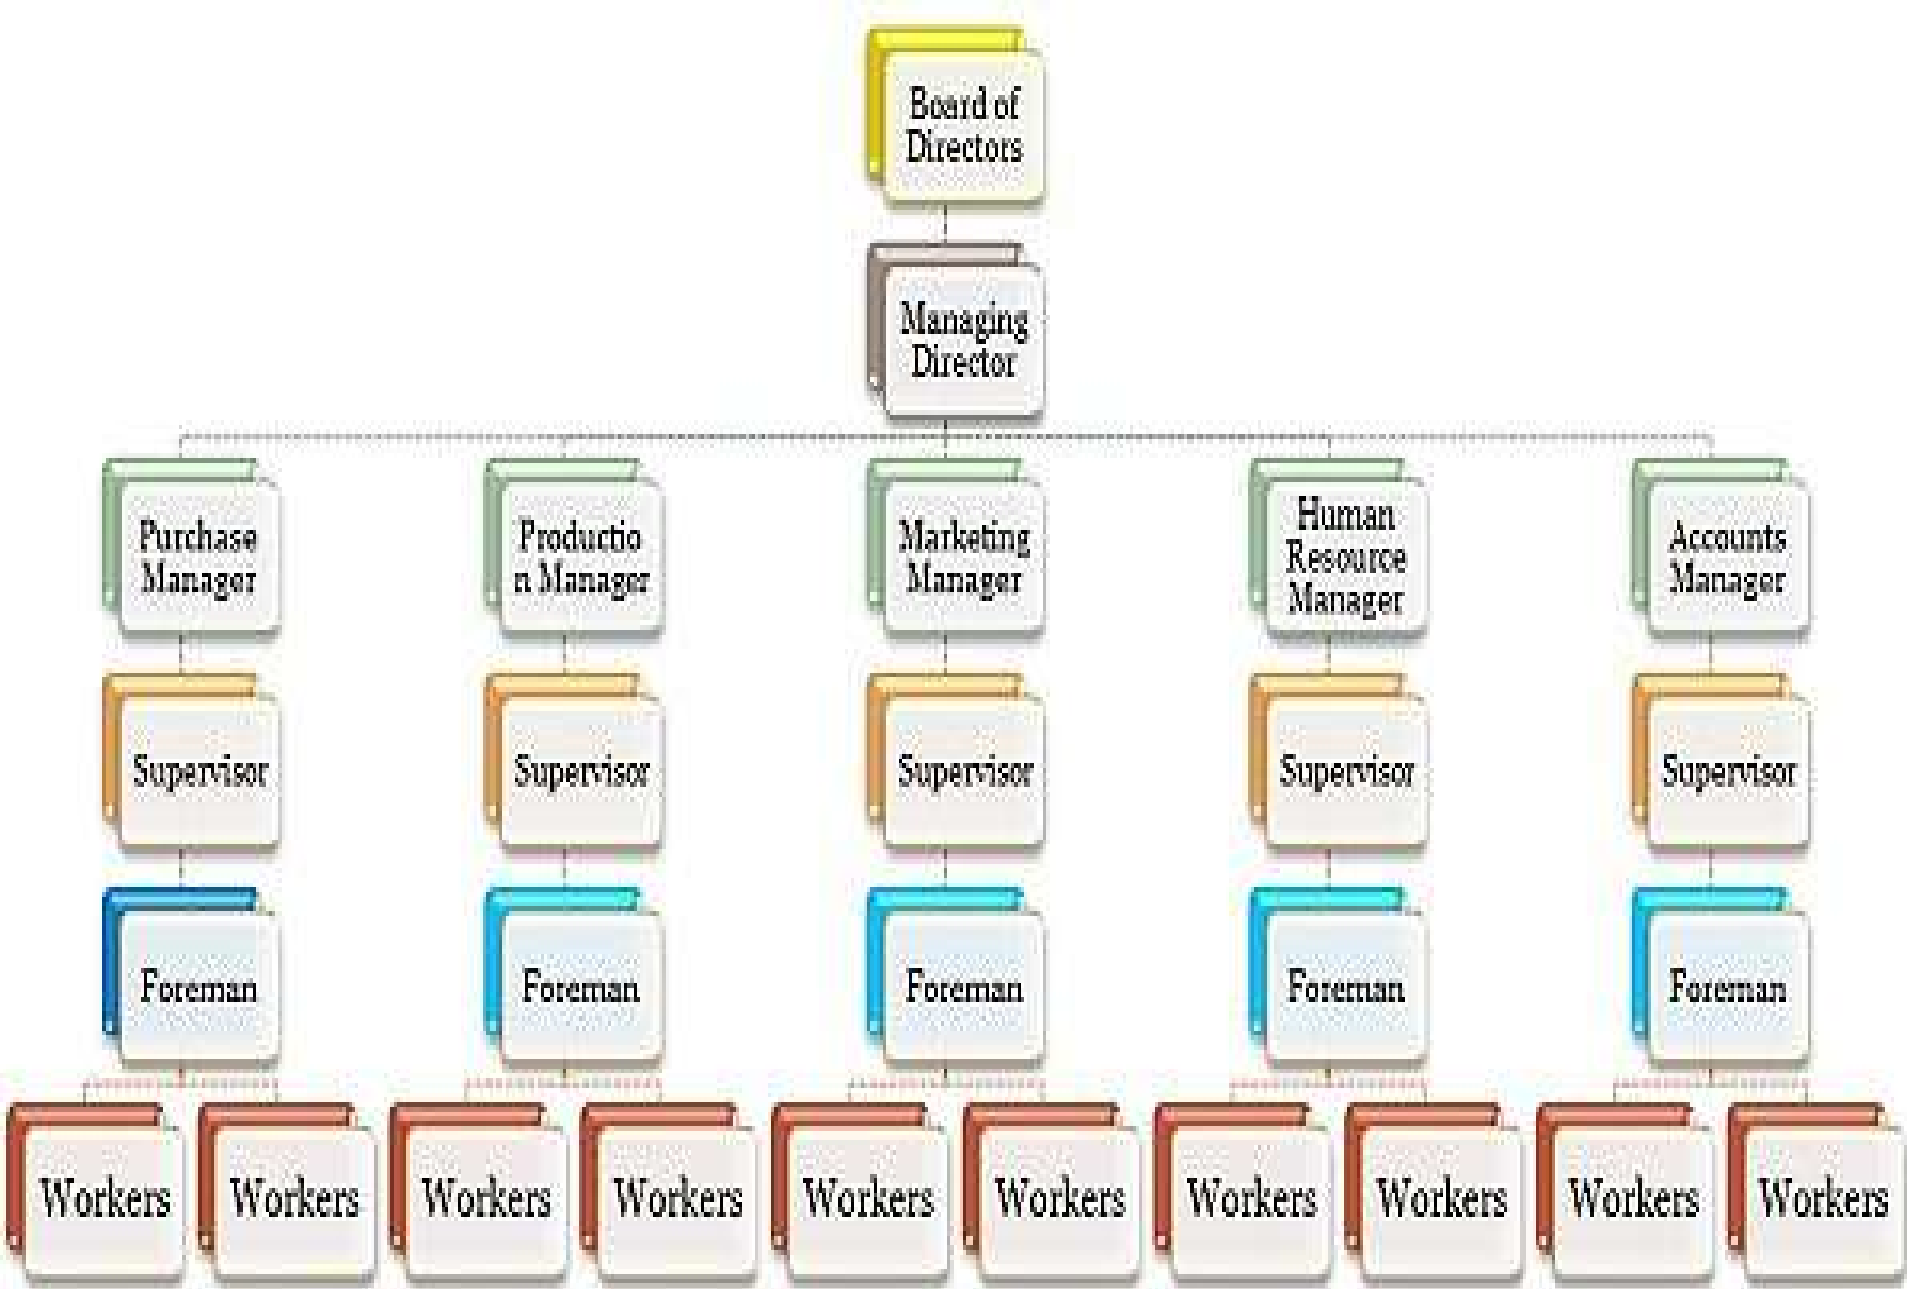 Board of
Directors
Managing
Director
Purchase
Manager
Productio
n Manager
Marketing
Manager
Human
Resource
Manager
Accounts
Manager
Supervisor
Supervisor
Supervisor
Supervisor
Supervisor
Foreman
Foreman
Foreman
Foreman
Foreman
Workers
Workers
Workers
Workers
Workers
Workers
Workers
Workers
Workers
Workers